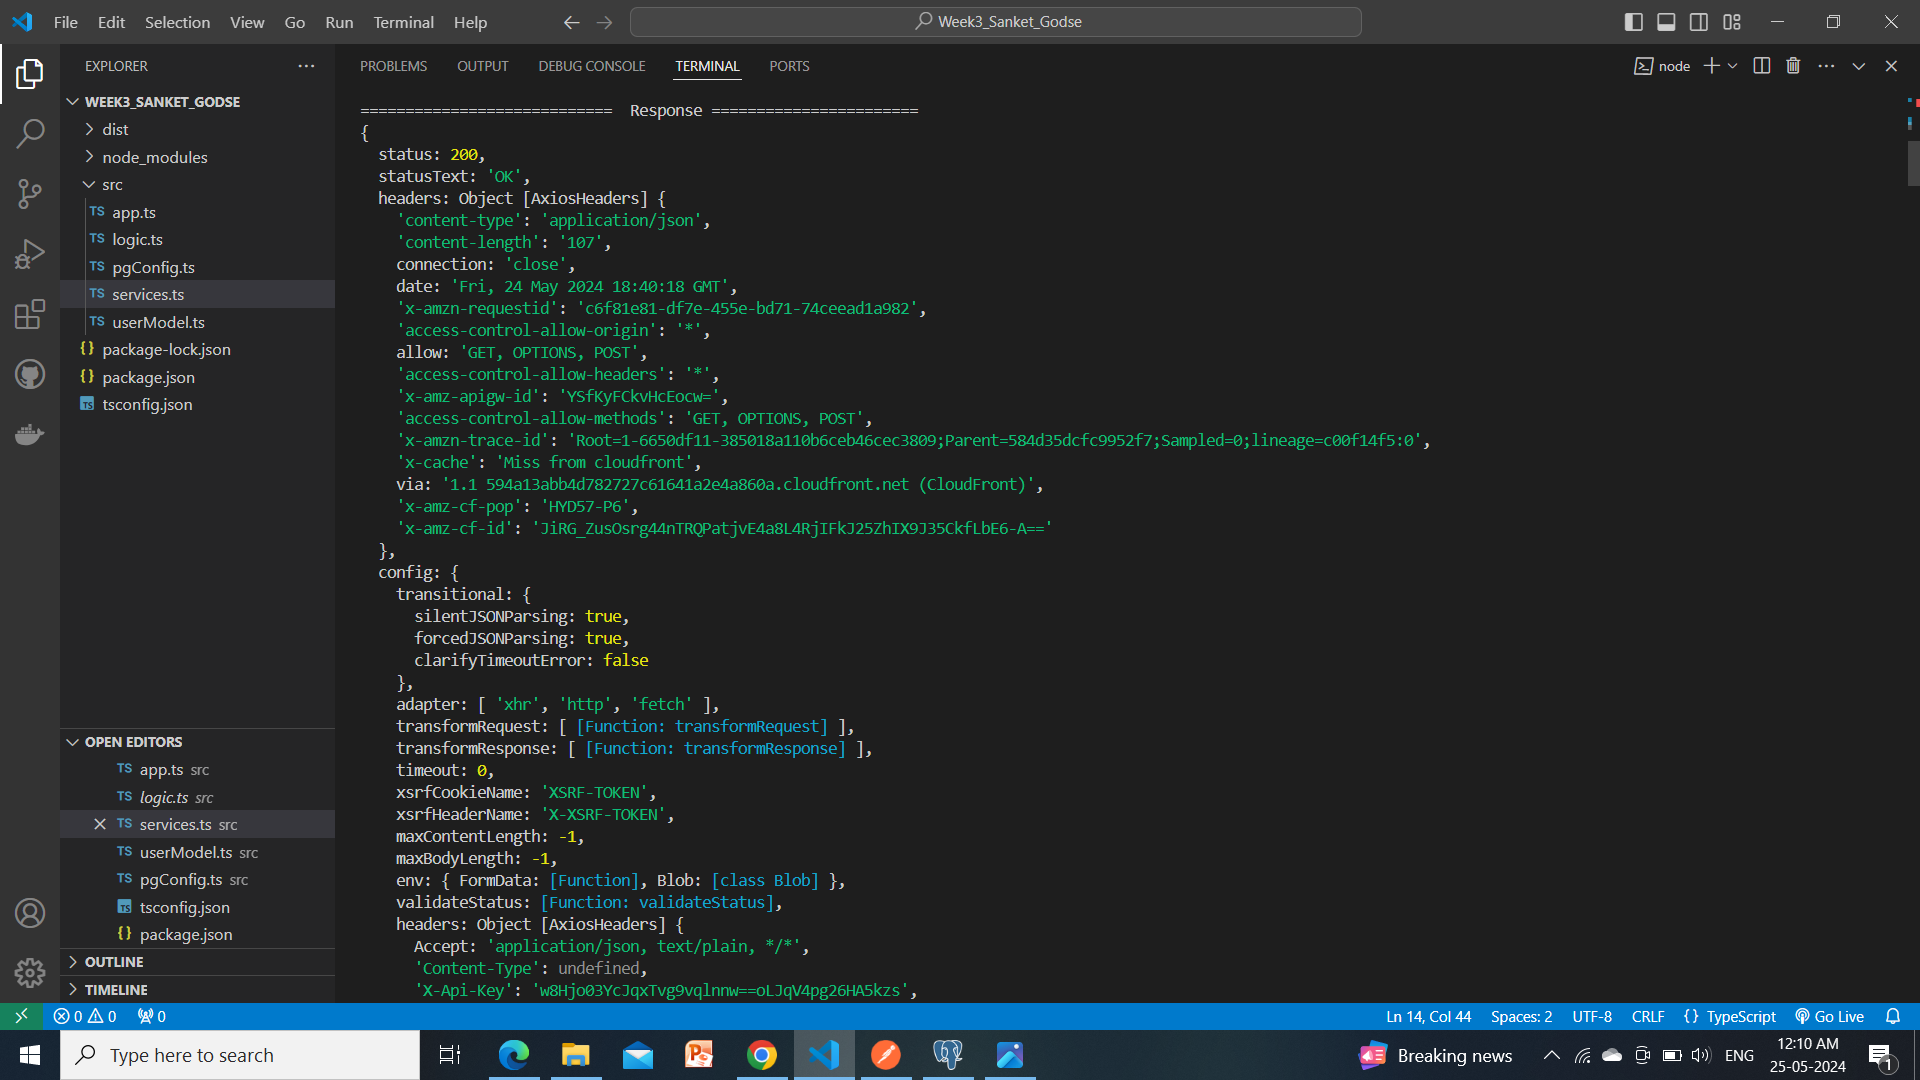 File Edit Selection View Go Run Terminal Help
Week3_Sanket_Godse
EXPLORER
WEEK3_SANKET_GODSE
dist
node_modules
src
TS app.ts
TS logic.ts
TS pgConfig.ts
TS services.ts
TS userModel.ts
{} package-lock.json
{} package.json
TS tsconfig.json
OPEN EDITORS
TS app.ts src
TS logic.ts src
TS services.ts src
TS userModel.ts src
TS pgConfig.ts src
TS tsconfig.json
{} package.json
OUTLINE
TIMELINE
PROBLEMS OUTPUT DEBUG CONSOLE TERMINAL PORTS
node
============================ Response =======================
{
status: 200,
statusText: 'OK',
headers: Object [AxiosHeaders] {
'content-type': 'application/json',
'content-length': '107',
connection: 'close',
date: 'Fri, 24 May 2024 18:40:18 GMT',
'x-amzn-requestid': 'c6f81e81-df7e-455e-bd71-74ceead1a982',
'access-control-allow-origin': '*',
allow: 'GET, OPTIONS, POST',
'access-control-allow-headers': '*',
'x-amz-apigw-id': 'YSfKyFCkvHcEocw=',
'access-control-allow-methods': 'GET, OPTIONS, POST',
'x-amzn-trace-id': 'Root=1-6650df11-385018a110b6ceb46cec3809;Parent=584d35dcfc9952f7;Sampled=0;lineage=c00f14f5:0',
'x-cache': 'Miss from cloudfront',
via: '1.1 594a13abb4d782727c61641a2e4a860a.cloudfront.net (CloudFront)',
'x-amz-cf-pop': 'HYD57-P6',
'x-amz-cf-id': 'JiRG_ZusOsrg44nTRQPatjvE4a8L4RjIFkJ25ZhIX9J35CkfLbE6-A=='
},
config: {
transitional: {
silentJSONParsing: true,
forcedJSONParsing: true,
clarifyTimeoutError: false
},
adapter: [ 'xhr', 'http', 'fetch' ],
transformRequest: [ [Function: transformRequest] ],
transformResponse: [ [Function: transformResponse] ],
timeout: 0,
xsrfCookieName: 'XSRF-TOKEN',
xsrfHeaderName: 'X-XSRF-TOKEN',
maxContentLength: -1,
maxBodyLength: -1,
env: { FormData: [Function], Blob: [class Blob] },
validateStatus: [Function: validateStatus],
headers: Object [AxiosHeaders] {
Accept: 'application/json, text/plain, */*',
'Content-Type': undefined,
'X-Api-Key': 'w8Hjo03YcJqxTvg9vqlnnw==oLJqV4pg26HA5kzs',
0 0 0 Ln 14, Col 44 Spaces: 2 UTF-8 CRLF {} TypeScript Go Live
Type here to search
Breaking news
ENG
12:10 AM
25-05-2024
1